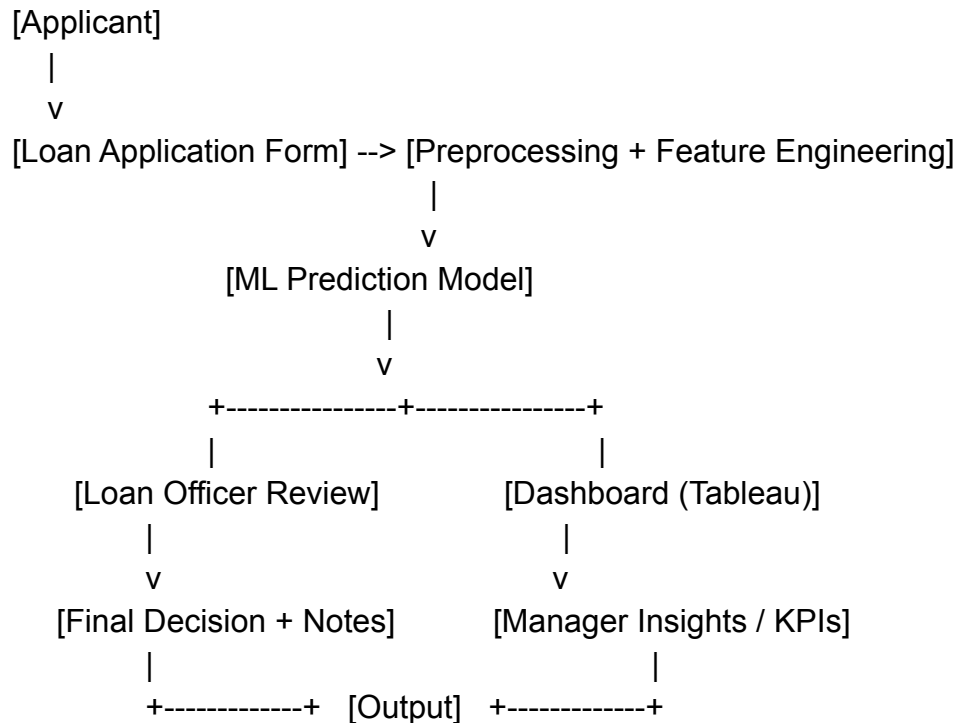 [Applicant]
|
v
[Loan Application Form] --> [Preprocessing + Feature Engineering]
|
v
[ML Prediction Model]
|
v
+----------------+----------------+
| |
[Loan Officer Review] [Dashboard (Tableau)]
| |
v v
[Final Decision + Notes] [Manager Insights / KPIs]
| |
+-------------+ [Output] +-------------+